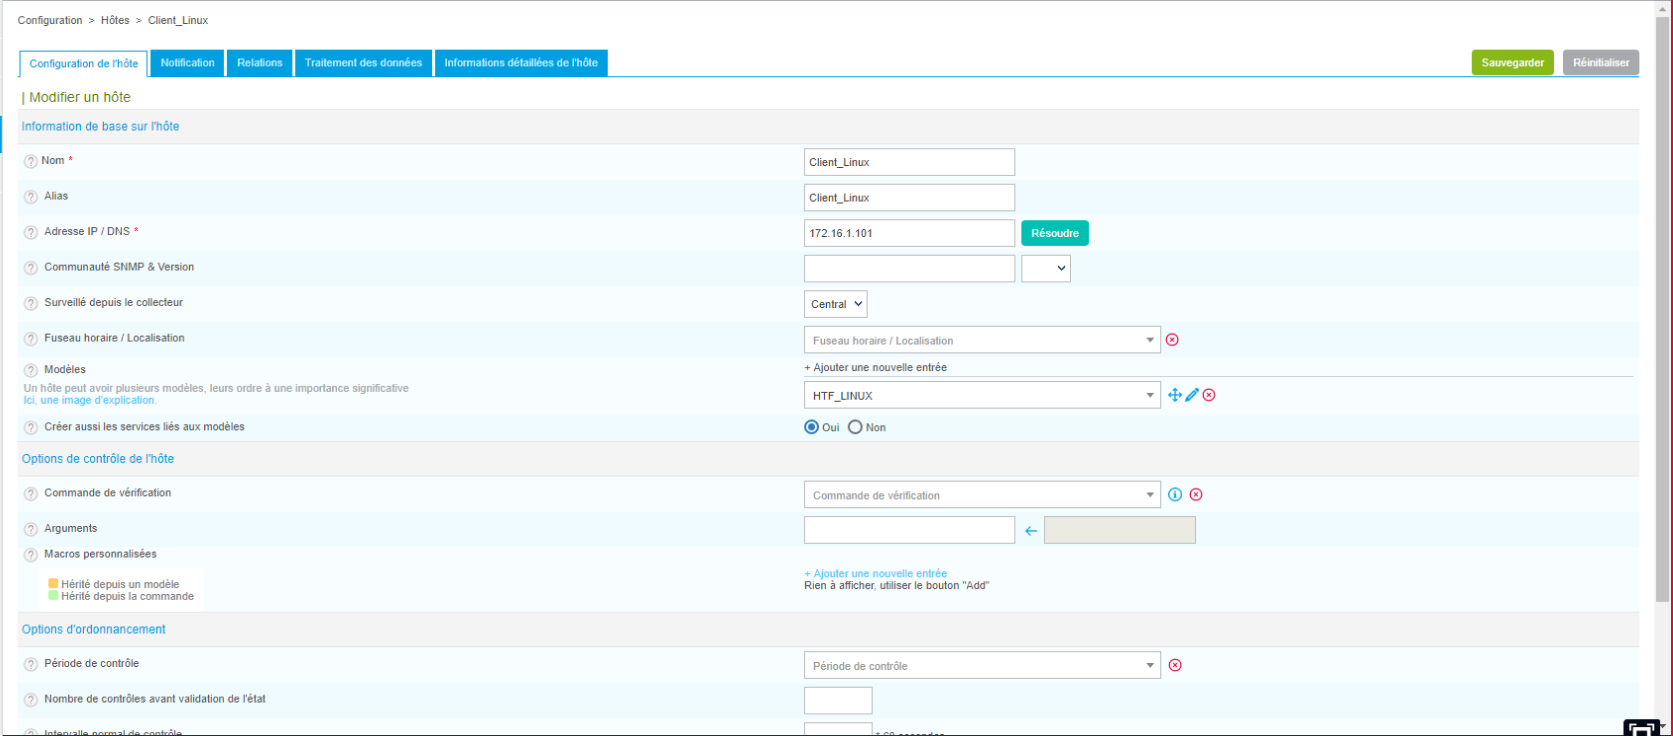 Configuration > Hôtes > Client_Linux
Configuration de l'hôte Notification Relations Traitement des données Informations détaillées de l'hôte Sauvegarder Réinitialiser
| Modifier un hôte
Information de base sur l'hôte
Nom * Client_Linux
Alias Client_Linux
Adresse IP / DNS * 172.16.1.101 Résoudre
Communauté SNMP & Version
Surveillé depuis le collecteur Central
Fuseau horaire / Localisation Fuseau horaire / Localisation
Modèles + Ajouter une nouvelle entrée
Un hôte peut avoir plusieurs modèles, leurs ordre à une importance significative
Ici, une image d'explication. HTF_LINUX
Créer aussi les services liés aux modèles Oui Non
Options de contrôle de l'hôte
Commande de vérification Commande de vérification
Arguments
Macros personnalisées
Hérité depuis un modèle + Ajouter une nouvelle entrée
Hérité depuis la commande Rien à afficher, utiliser le bouton "Add"
Options d'ordonnancement
Période de contrôle Période de contrôle
Nombre de contrôles avant validation de l'état
Intervalle normal de contrôle * 60 secondes